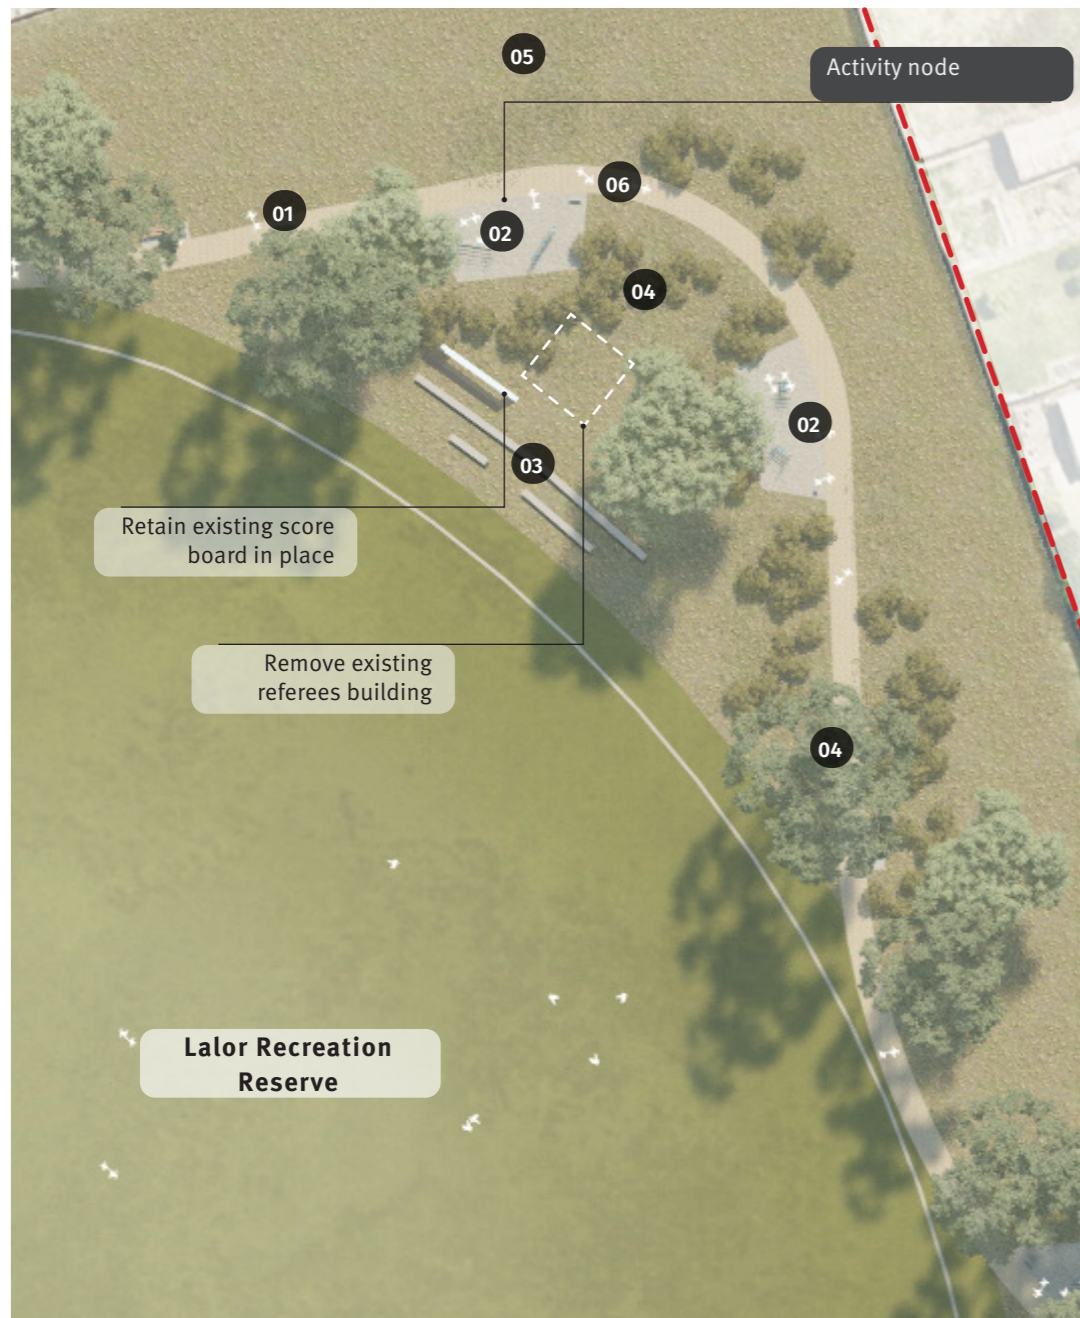 05
Activity node
06
01
02
04
02
03
Retain existing score
board in place
Remove existing
referees building
04
Lalor Recreation
Reserve